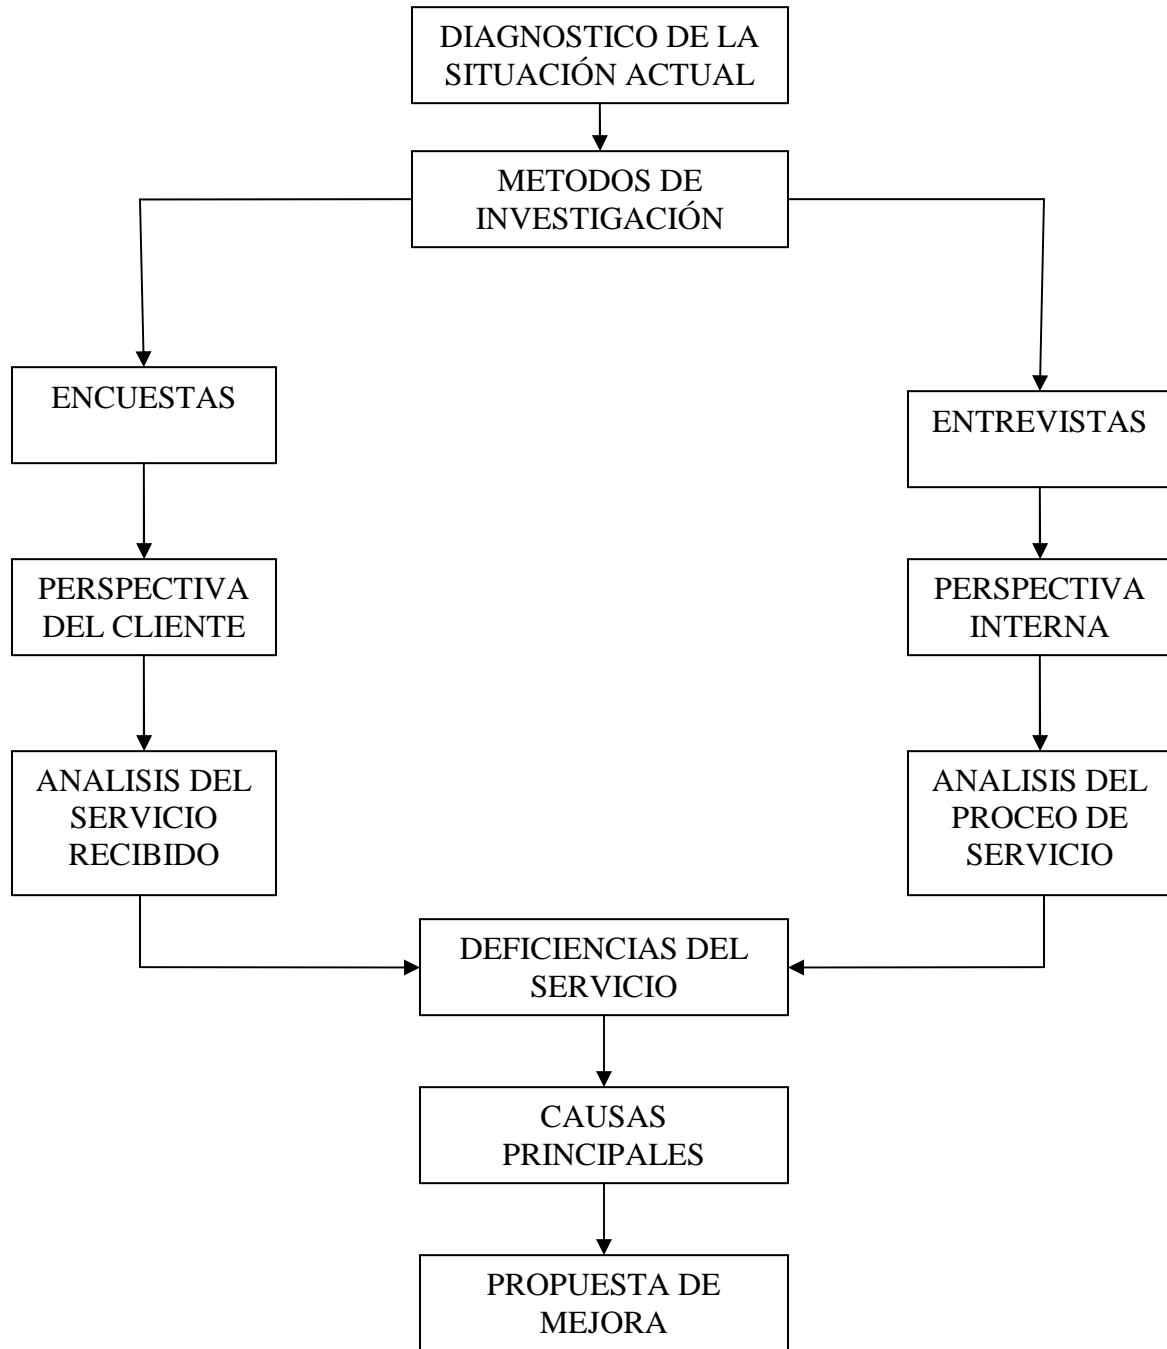 DIAGNOSTICO DE LA
SITUACIÓN ACTUAL
METODOS DE
INVESTIGACIÓN
ENCUESTAS
ENTREVISTAS
PERSPECTIVA
DEL CLIENTE
PERSPECTIVA
INTERNA
ANALISIS DEL
SERVICIO
RECIBIDO
ANALISIS DEL
PROCEO DE
SERVICIO
DEFICIENCIAS DEL
SERVICIO
CAUSAS
PRINCIPALES
PROPUESTA DE
MEJORA